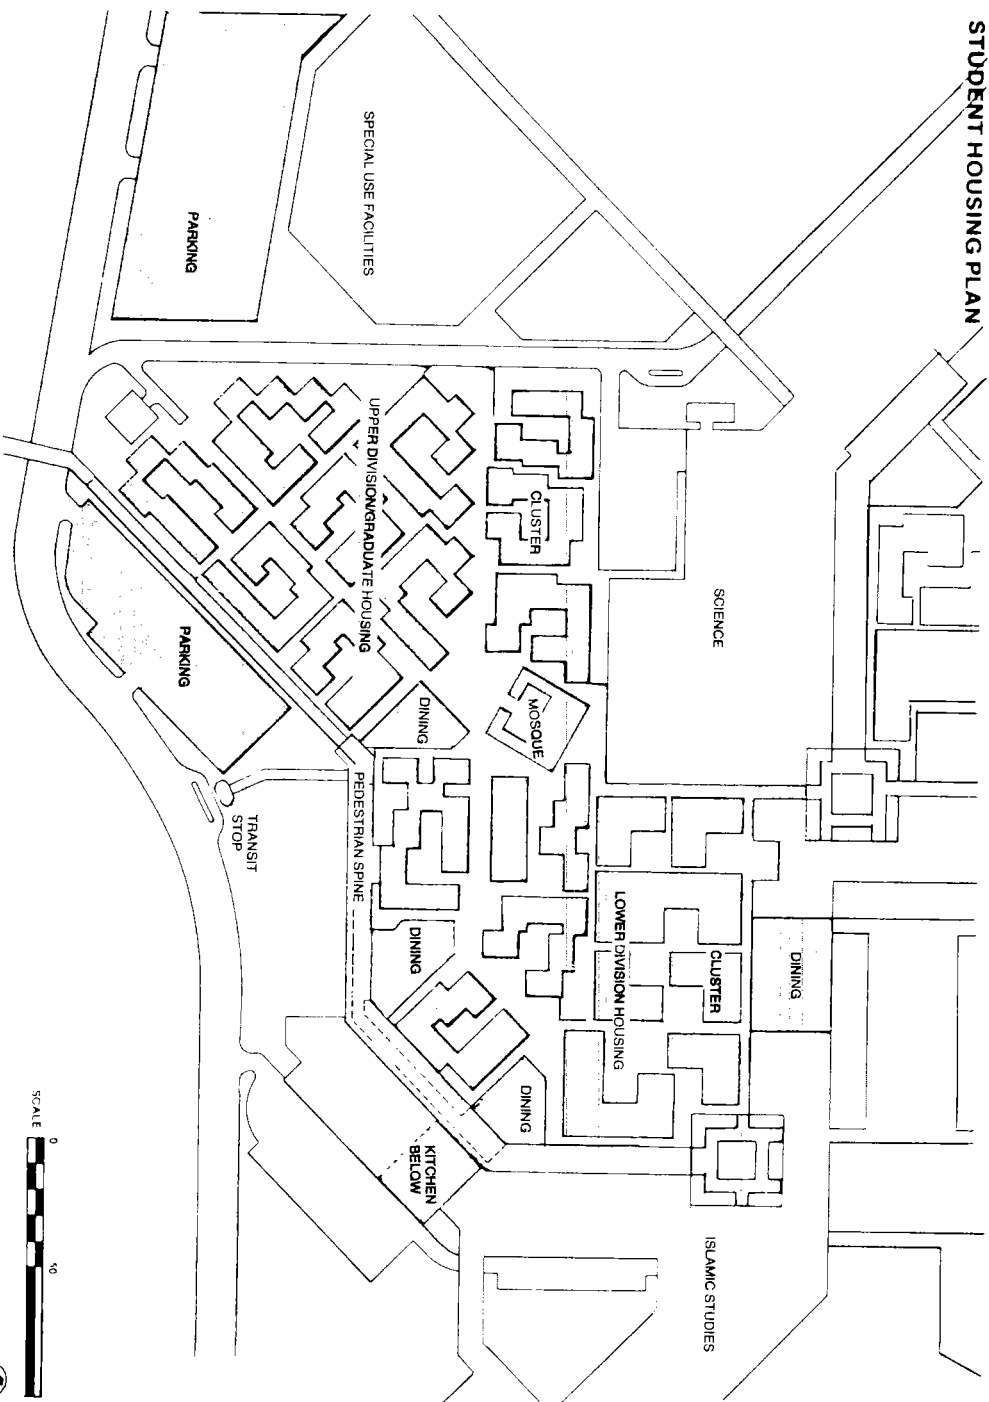 STUDENT HOUSING PLAN
SPECIAL USE FACILITIES
PARKING
UPPER DIVISION/GRADUATE HOUSING
CLUSTER
SCIENCE
PARKING
DINING
MOSQUE
PEDESTRIAN SPINE
TRANSIT
STOP
LOWER DIVISION HOUSING
CLUSTER
DINING
DINING
DINING
KITCHEN
BELOW
ISLAMIC STUDIES
SCALE
0
50